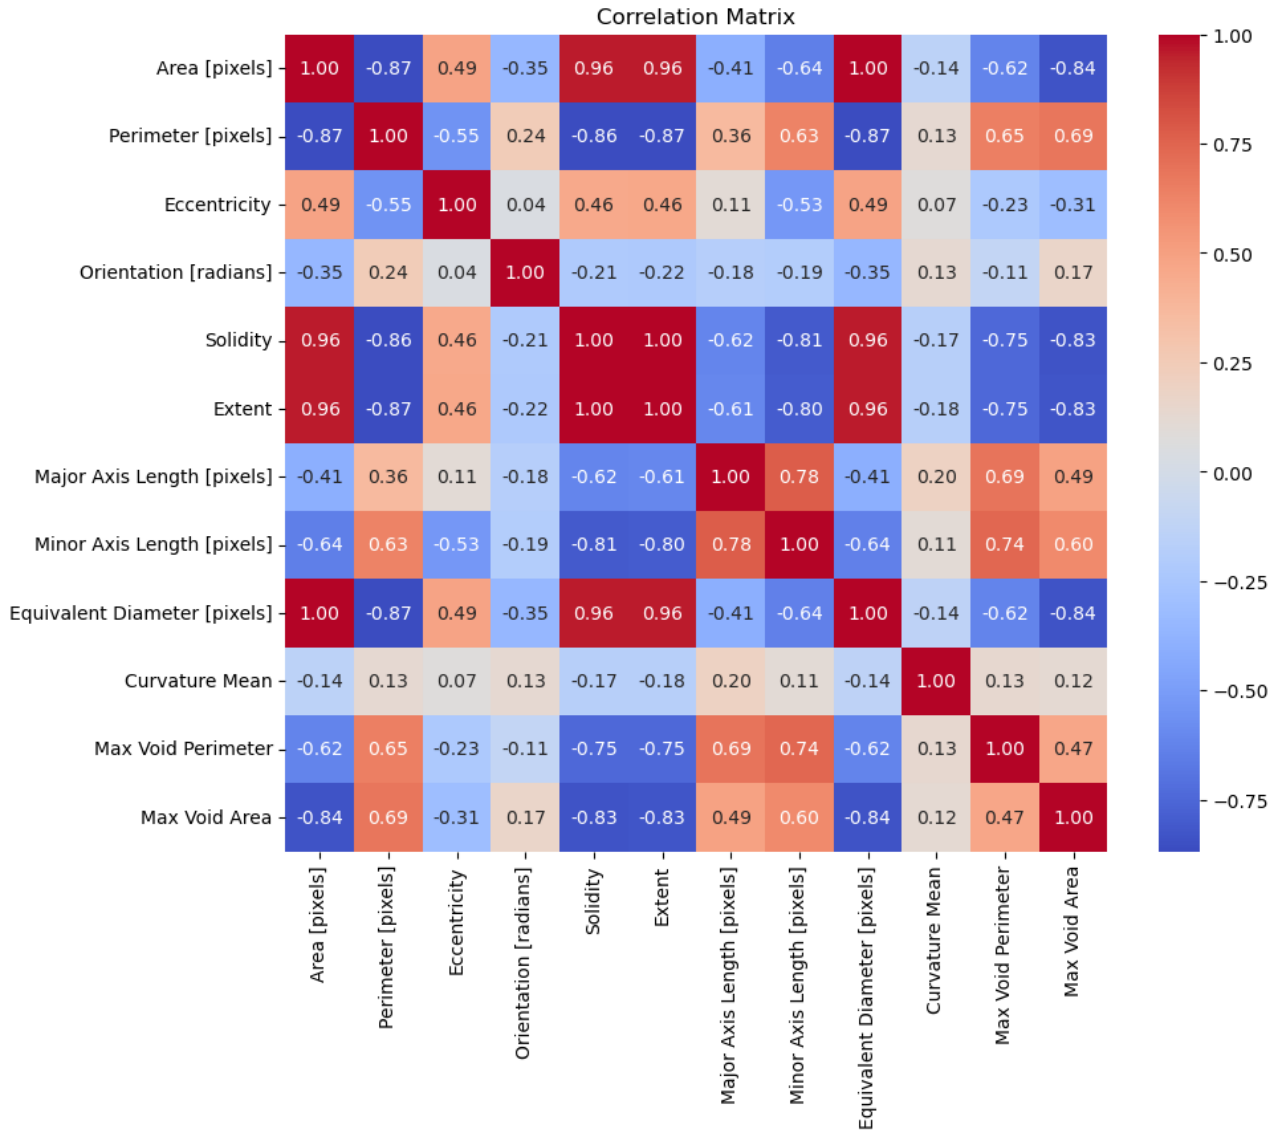 Correlation Matrix
Area [pixels] 1.00 -0.87 0.49 -0.35 0.96 0.96 -0.41 -0.64 1.00 -0.14 -0.62 -0.84
Perimeter [pixels] -0.87 1.00 -0.55 0.24 -0.86 -0.87 0.36 0.63 -0.87 0.13 0.65 0.69
Eccentricity 0.49 -0.55 1.00 0.04 0.46 0.46 0.11 -0.53 0.49 0.07 -0.23 -0.31
Orientation [radians] -0.35 0.24 0.04 1.00 -0.21 -0.22 -0.18 -0.19 -0.35 0.13 -0.11 0.17
Solidity 0.96 -0.86 0.46 -0.21 1.00 1.00 -0.62 -0.81 0.96 -0.17 -0.75 -0.83
Extent 0.96 -0.87 0.46 -0.22 1.00 1.00 -0.61 -0.80 0.96 -0.18 -0.75 -0.83
Major Axis Length [pixels] -0.41 0.36 0.11 -0.18 -0.62 -0.61 1.00 0.78 -0.41 0.20 0.69 0.49
Minor Axis Length [pixels] -0.64 0.63 -0.53 -0.19 -0.81 -0.80 0.78 1.00 -0.64 0.11 0.74 0.60
Equivalent Diameter [pixels] 1.00 -0.87 0.49 -0.35 0.96 0.96 -0.41 -0.64 1.00 -0.14 -0.62 -0.84
Curvature Mean -0.14 0.13 0.07 0.13 -0.17 -0.18 0.20 0.11 -0.14 1.00 0.13 0.12
Max Void Perimeter -0.62 0.65 -0.23 -0.11 -0.75 -0.75 0.69 0.74 -0.62 0.13 1.00 0.47
Max Void Area -0.84 0.69 -0.31 0.17 -0.83 -0.83 0.49 0.60 -0.84 0.12 0.47 1.00
Area [pixels]
Perimeter [pixels]
Eccentricity
Orientation [radians]
Solidity
Extent
Major Axis Length [pixels]
Minor Axis Length [pixels]
Equivalent Diameter [pixels]
Curvature Mean
Max Void Perimeter
Max Void Area
1.00
0.75
0.50
0.25
0.00
−0.25
−0.50
−0.75